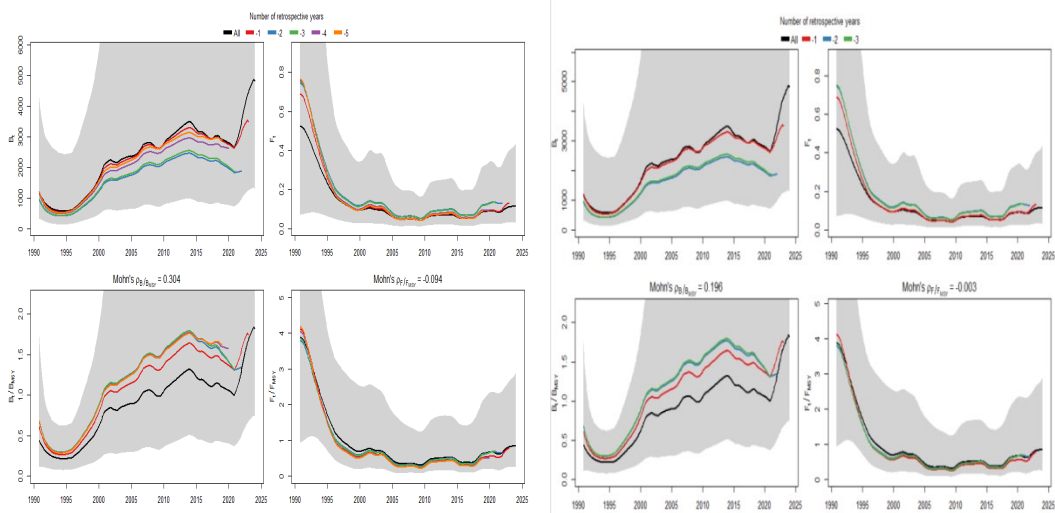 Number of retrospective years
All -1 -2 -3 -4 -5
Bt
0 1000 2000 3000 4000 5000 6000
1990 1995 2000 2005 2010 2015 2020 2025
Ft
0.0 0.2 0.4 0.6 0.8
1990 1995 2000 2005 2010 2015 2020 2025
Mohn's ρB/BMSY = 0.304
Bt / BMSY
0.0 0.5 1.0 1.5 2.0
1990 1995 2000 2005 2010 2015 2020 2025
Mohn's ρF/FMSY = -0.094
Ft / FMSY
0 1 2 3 4 5
1990 1995 2000 2005 2010 2015 2020 2025
Number of retrospective years
All -1 -2 -3
Bt
0 1000 3000 5000
1990 1995 2000 2005 2010 2015 2020 2025
Ft
0.0 0.2 0.4 0.6 0.8
1990 1995 2000 2005 2010 2015 2020 2025
Mohn's ρB/BMSY = 0.196
Bt / BMSY
0.0 0.5 1.0 1.5 2.0
1990 1995 2000 2005 2010 2015 2020 2025
Mohn's ρF/FMSY = -0.003
Ft / FMSY
0 1 2 3 4 5
1990 1995 2000 2005 2010 2015 2020 2025